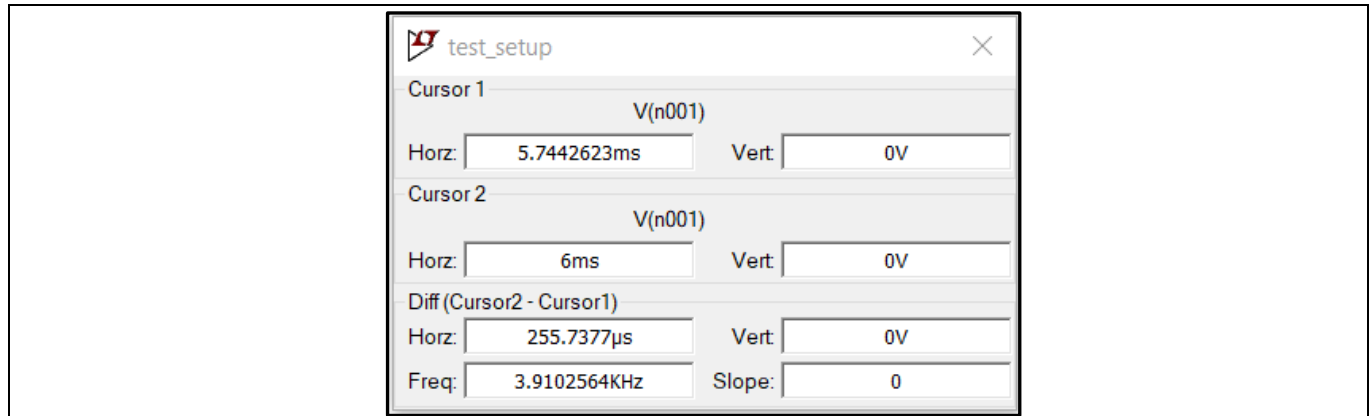 test_setup
Cursor 1
V(n001)
Horz: 5.7442623ms Vert: 0V
Cursor 2
V(n001)
Horz: 6ms Vert: 0V
Diff (Cursor2 - Cursor1)
Horz: 255.7377µs Vert: 0V
Freq: 3.9102564KHz Slope: 0